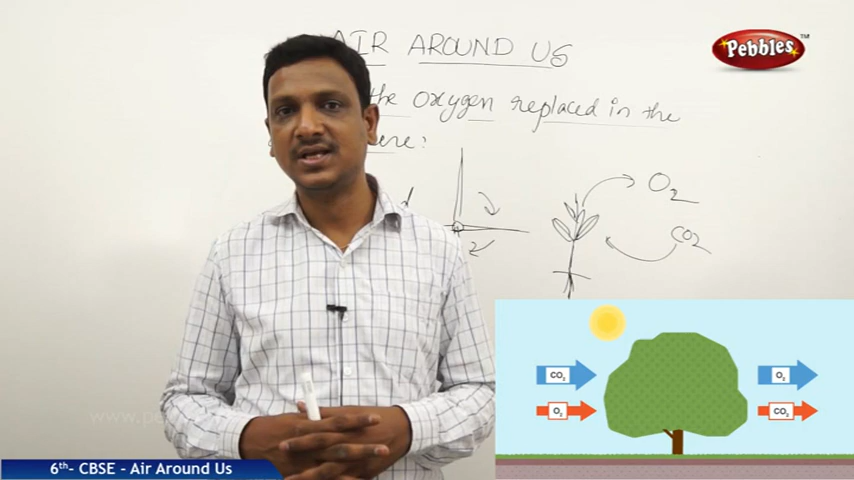 AIR AROUND US
Pebbles™
the oxygen replaced in the
O2
CO2
CO2
O2
O2
CO2
6th- CBSE - Air Around Us